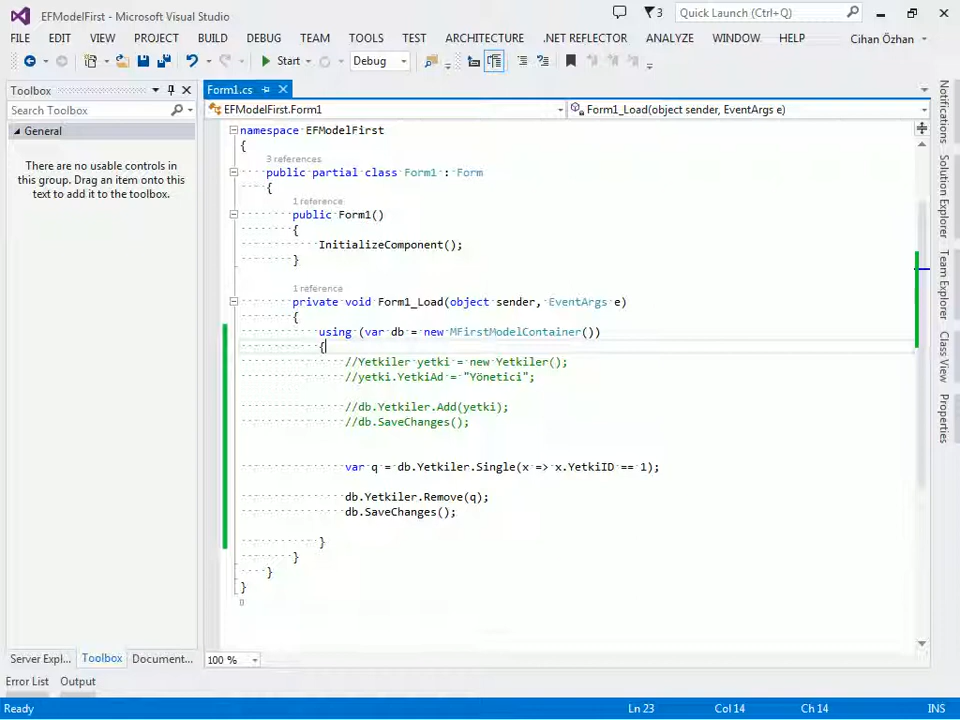 EFModelFirst - Microsoft Visual Studio
3
Quick Launch (Ctrl+Q)
FILE EDIT VIEW PROJECT BUILD DEBUG TEAM TOOLS TEST ARCHITECTURE .NET REFLECTOR ANALYZE WINDOW HELP Cihan Özhan
Start Debug
Toolbox
Search Toolbox
General
There are no usable controls in
this group. Drag an item onto this
text to add it to the toolbox.
Form1.cs
EFModelFirst.Form1
Form1_Load(object sender, EventArgs e)
namespace EFModelFirst
{
3 references
public partial class Form1 : Form
{
1 reference
public Form1()
{
InitializeComponent();
}
1 reference
private void Form1_Load(object sender, EventArgs e)
{
using (var db = new MFirstModelContainer())
{
//Yetkiler yetki = new Yetkiler();
//yetki.YetkiAd = "Yönetici";
//db.Yetkiler.Add(yetki);
//db.SaveChanges();
var q = db.Yetkiler.Single(x => x.YetkiID == 1);
db.Yetkiler.Remove(q);
db.SaveChanges();
}
}
}
}
100 %
Notifications
Solution Explorer
Team Explorer
Class View
Properties
Server Expl...
Toolbox
Document...
Error List
Output
Ready
Ln 23
Col 14
Ch 14
INS